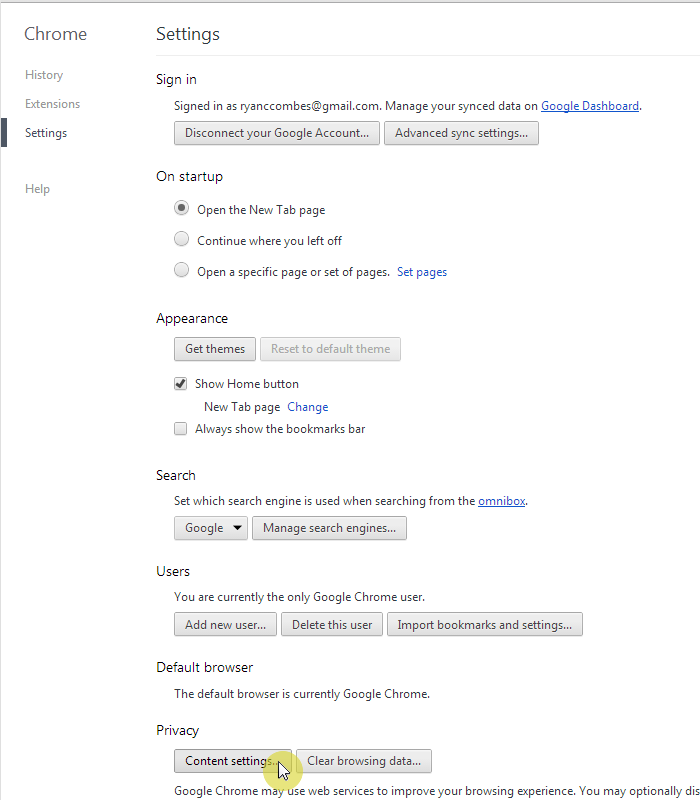 Chrome
Settings
History
Extensions
Settings
Help
Sign in
Signed in as ryanccombes@gmail.com. Manage your synced data on Google Dashboard.
Disconnect your Google Account... Advanced sync settings...
On startup
Open the New Tab page
Continue where you left off
Open a specific page or set of pages. Set pages
Appearance
Get themes Reset to default theme
Show Home button
New Tab page Change
Always show the bookmarks bar
Search
Set which search engine is used when searching from the omnibox.
Google Manage search engines...
Users
You are currently the only Google Chrome user.
Add new user... Delete this user Import bookmarks and settings...
Default browser
The default browser is currently Google Chrome.
Privacy
Content settings... Clear browsing data...
Google Chrome may use web services to improve your browsing experience. You may optionally dis